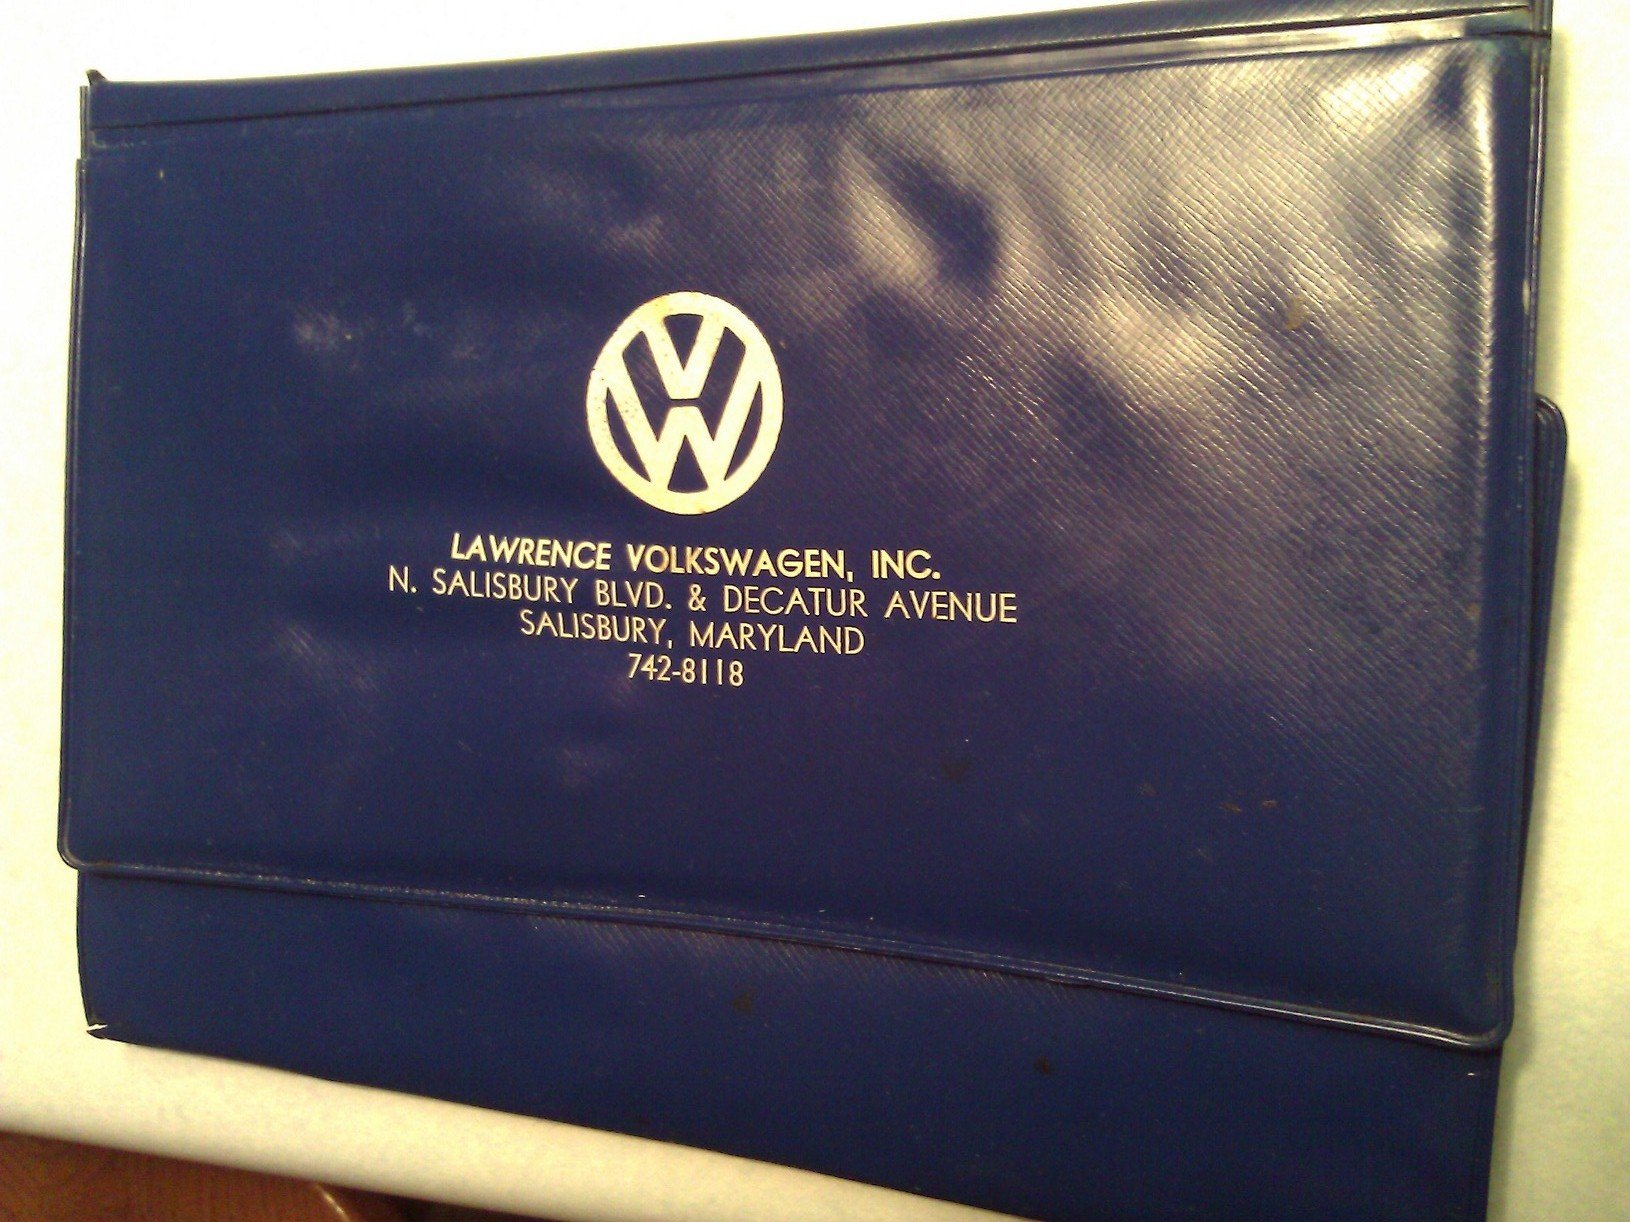 LAWRENCE VOLKSWAGEN, INC.
N. SALISBURY BLVD. & DECATUR AVENUE
SALISBURY, MARYLAND
742-8118